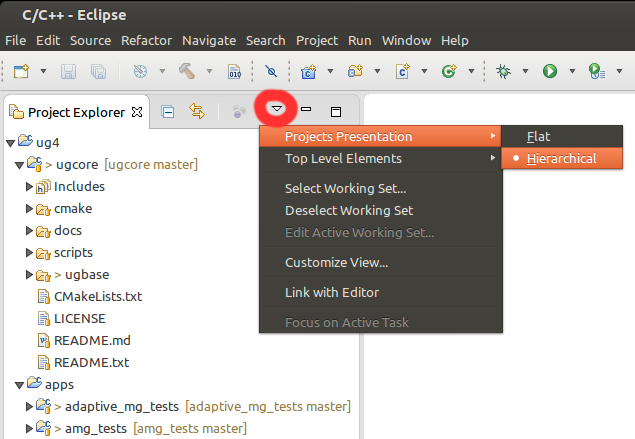 C/C++ - Eclipse
File Edit Source Refactor Navigate Search Project Run Window Help
010
Project Explorer
ug4
> ugcore [ugcore master]
Includes
cmake
docs
scripts
> ugbase
CMakeLists.txt
LICENSE
README.md
README.txt
apps
> adaptive_mg_tests [adaptive_mg_tests master]
> amg_tests [amg_tests master]
Projects Presentation
Top Level Elements
Select Working Set...
Deselect Working Set
Edit Active Working Set...
Customize View...
Link with Editor
Focus on Active Task
Flat
Hierarchical